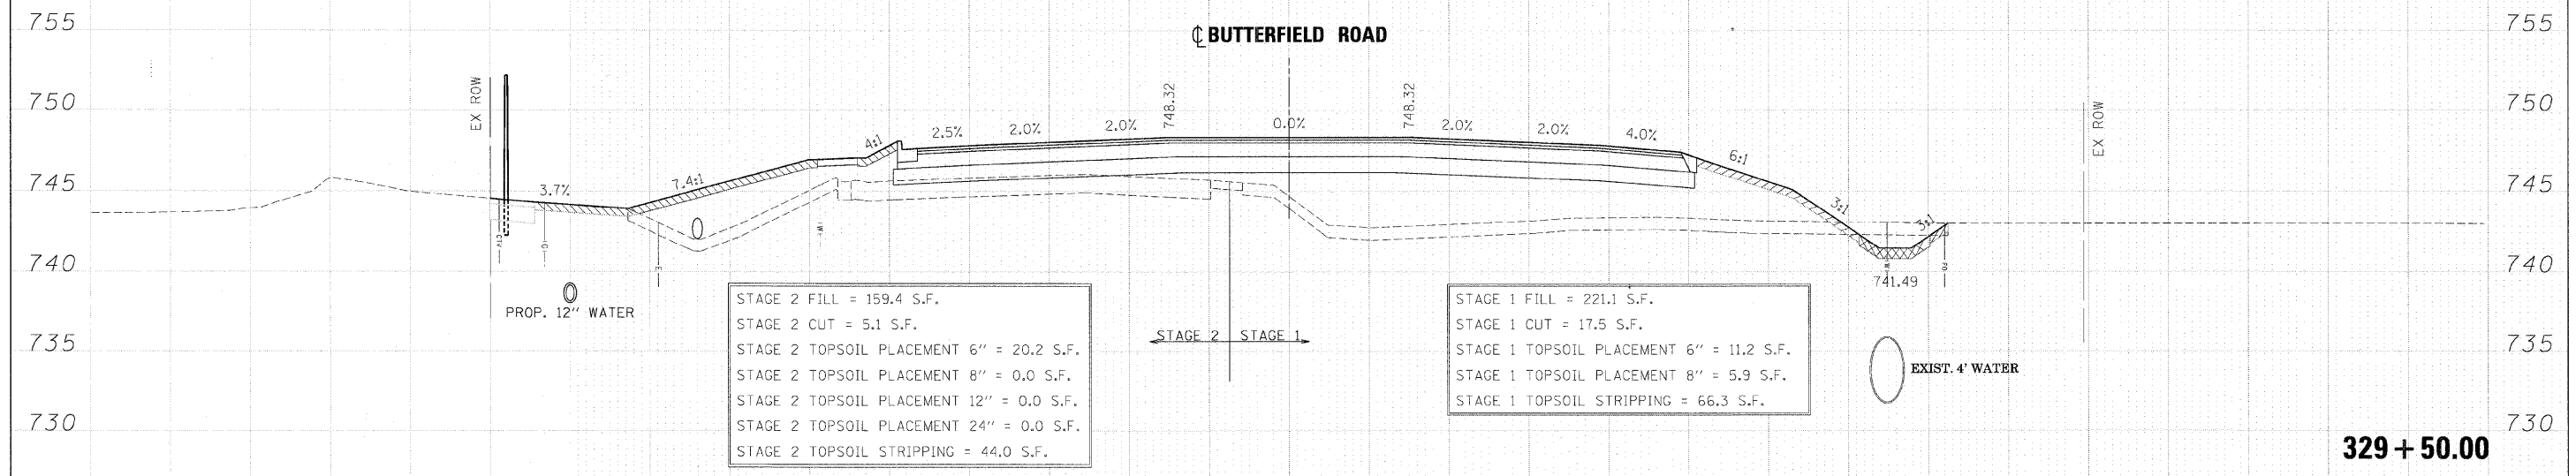 755
755
℄ BUTTERFIELD ROAD
750
EX ROW
748.32
748.32
750
EX ROW
4:1
2.5%
2.0%
2.0%
0.0%
2.0%
2.0%
4.0%
6:1
745
3.7%
7.4:1
3:1
3:1
745
740
741.49
740
PROP. 12" WATER
STAGE 2 FILL = 159.4 S.F.
STAGE 2 CUT = 5.1 S.F.
STAGE 2 TOPSOIL PLACEMENT 6" = 20.2 S.F.
STAGE 2 TOPSOIL PLACEMENT 8" = 0.0 S.F.
STAGE 2 TOPSOIL PLACEMENT 12" = 0.0 S.F.
STAGE 2 TOPSOIL PLACEMENT 24" = 0.0 S.F.
STAGE 2 TOPSOIL STRIPPING = 44.0 S.F.
STAGE 2 STAGE 1
STAGE 1 FILL = 221.1 S.F.
STAGE 1 CUT = 17.5 S.F.
STAGE 1 TOPSOIL PLACEMENT 6" = 11.2 S.F.
STAGE 1 TOPSOIL PLACEMENT 8" = 5.9 S.F.
STAGE 1 TOPSOIL STRIPPING = 66.3 S.F.
735
EXIST. 4' WATER
735
730
730
329+50.00